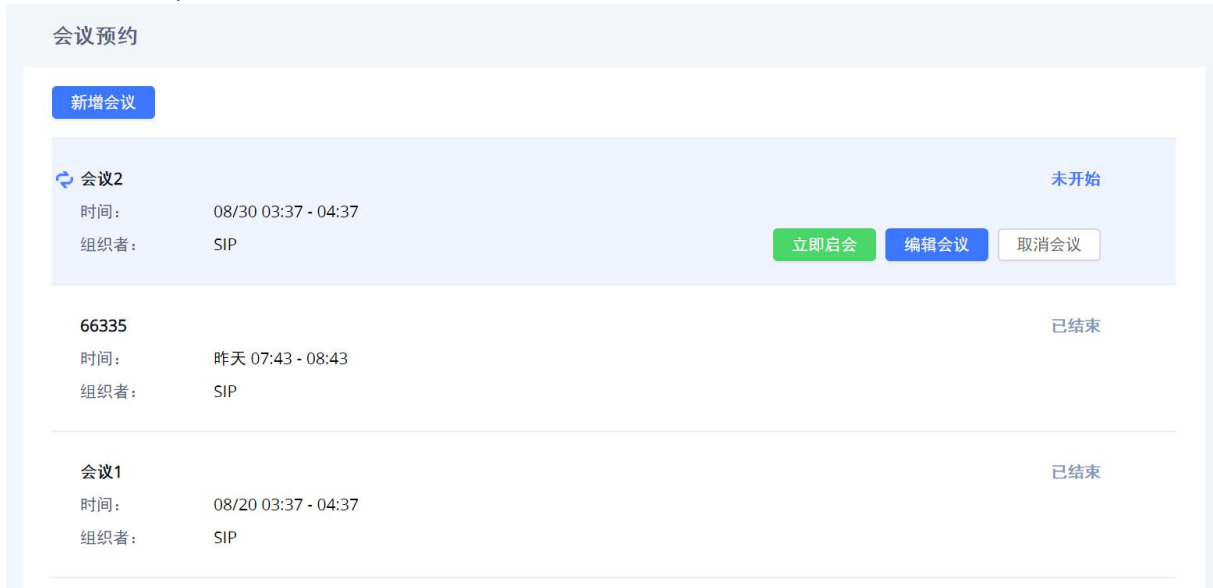 会议预约
新增会议
会议2 未开始
时间： 08/30 03:37 - 04:37
组织者： SIP 立即启会 编辑会议 取消会议
66335 已结束
时间： 昨天 07:43 - 08:43
组织者： SIP
会议1 已结束
时间： 08/20 03:37 - 04:37
组织者： SIP